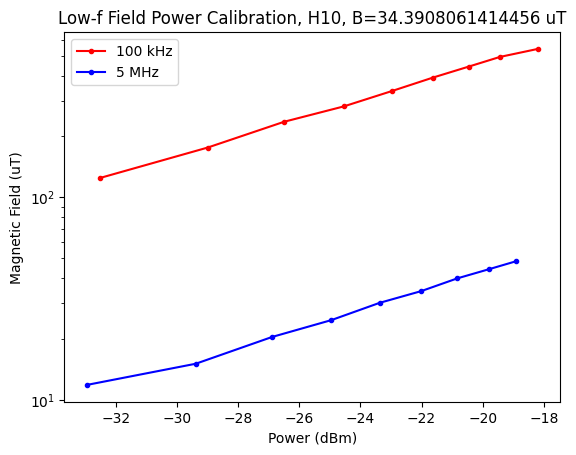 Low-f Field Power Calibration, H10, B=34.3908061414456 uT
100 kHz
5 MHz
Magnetic Field (uT)
10²
10¹
−32 −30 −28 −26 −24 −22 −20 −18
Power (dBm)